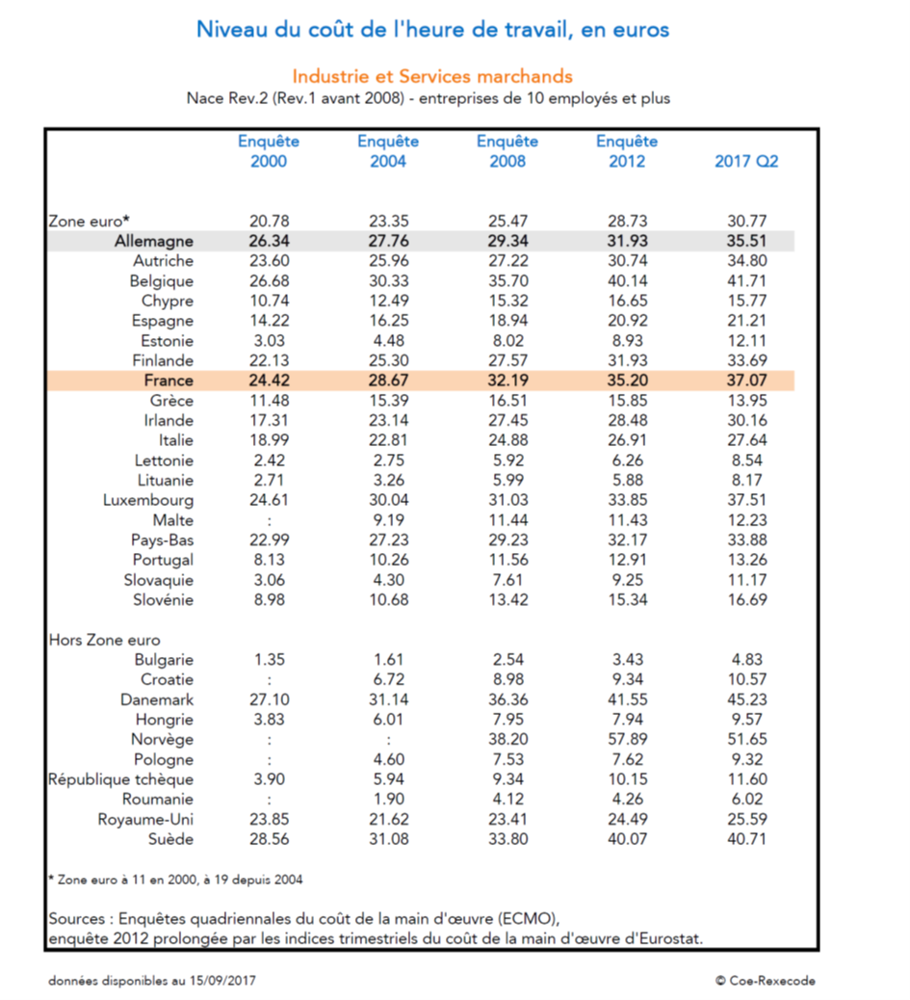 Niveau du coût de l'heure de travail, en euros
Industrie et Services marchands
Nace Rev.2 (Rev.1 avant 2008) - entreprises de 10 employés et plus
Enquête Enquête Enquête Enquête
2000 2004 2008 2012 2017 Q2
Zone euro* 20.78 23.35 25.47 28.73 30.77
Allemagne 26.34 27.76 29.34 31.93 35.51
Autriche 23.60 25.96 27.22 30.74 34.80
Belgique 26.68 30.33 35.70 40.14 41.71
Chypre 10.74 12.49 15.32 16.65 15.77
Espagne 14.22 16.25 18.94 20.92 21.21
Estonie 3.03 4.48 8.02 8.93 12.11
Finlande 22.13 25.30 27.57 31.93 33.69
France 24.42 28.67 32.19 35.20 37.07
Grèce 11.48 15.39 16.51 15.85 13.95
Irlande 17.31 23.14 27.45 28.48 30.16
Italie 18.99 22.81 24.88 26.91 27.64
Lettonie 2.42 2.75 5.92 6.26 8.54
Lituanie 2.71 3.26 5.99 5.88 8.17
Luxembourg 24.61 30.04 31.03 33.85 37.51
Malte : 9.19 11.44 11.43 12.23
Pays-Bas 22.99 27.23 29.23 32.17 33.88
Portugal 8.13 10.26 11.56 12.91 13.26
Slovaquie 3.06 4.30 7.61 9.25 11.17
Slovénie 8.98 10.68 13.42 15.34 16.69
Hors Zone euro
Bulgarie 1.35 1.61 2.54 3.43 4.83
Croatie : 6.72 8.98 9.34 10.57
Danemark 27.10 31.14 36.36 41.55 45.23
Hongrie 3.83 6.01 7.95 7.94 9.57
Norvège : : 38.20 57.89 51.65
Pologne : 4.60 7.53 7.62 9.32
République tchèque 3.90 5.94 9.34 10.15 11.60
Roumanie : 1.90 4.12 4.26 6.02
Royaume-Uni 23.85 21.62 23.41 24.49 25.59
Suède 28.56 31.08 33.80 40.07 40.71
* Zone euro à 11 en 2000, à 19 depuis 2004
Sources : Enquêtes quadriennales du coût de la main d'œuvre (ECMO),
enquête 2012 prolongée par les indices trimestriels du coût de la main d'œuvre d'Eurostat.
données disponibles au 15/09/2017 © Coe-Rexecode